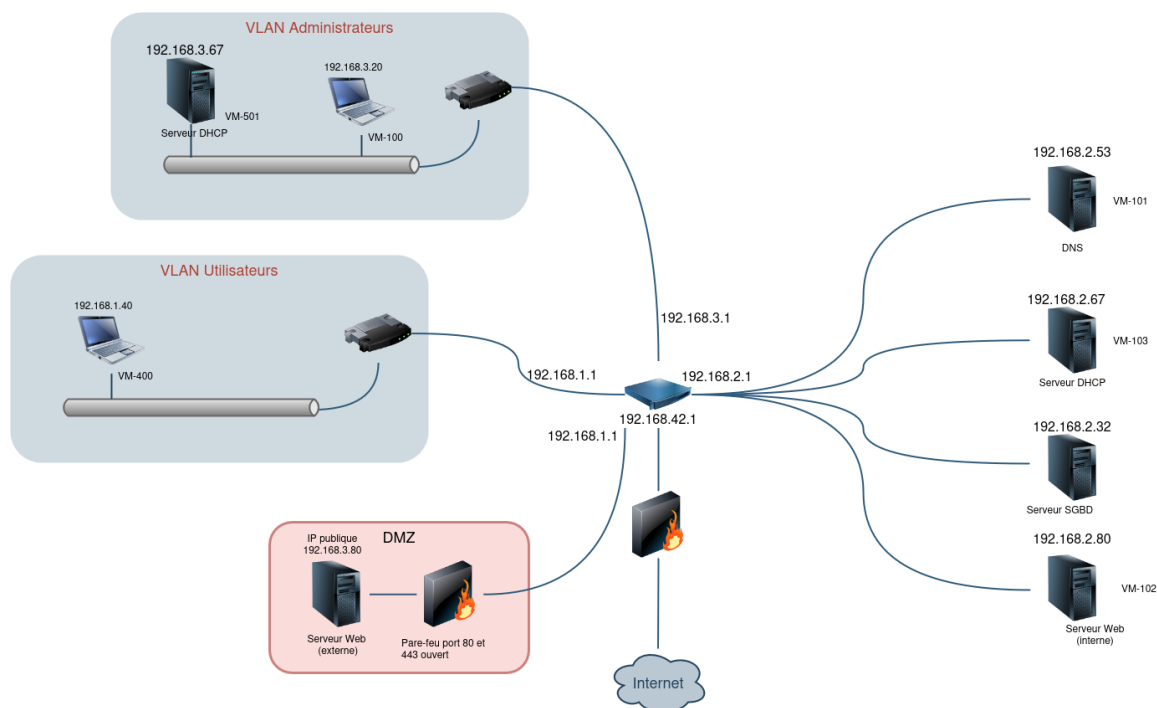 VLAN Administrateurs
192.168.3.67
192.168.3.20
VM-501
Serveur DHCP
VM-100
192.168.2.53
VM-101
DNS
VLAN Utilisateurs
192.168.1.40
VM-400
192.168.3.1
192.168.1.1
192.168.2.1
192.168.42.1
192.168.1.1
192.168.2.67
VM-103
Serveur DHCP
192.168.2.32
Serveur SGBD
192.168.2.80
VM-102
Serveur Web
(interne)
DMZ
IP publique
192.168.3.80
Serveur Web
(externe)
Pare-feu port 80 et
443 ouvert
Internet